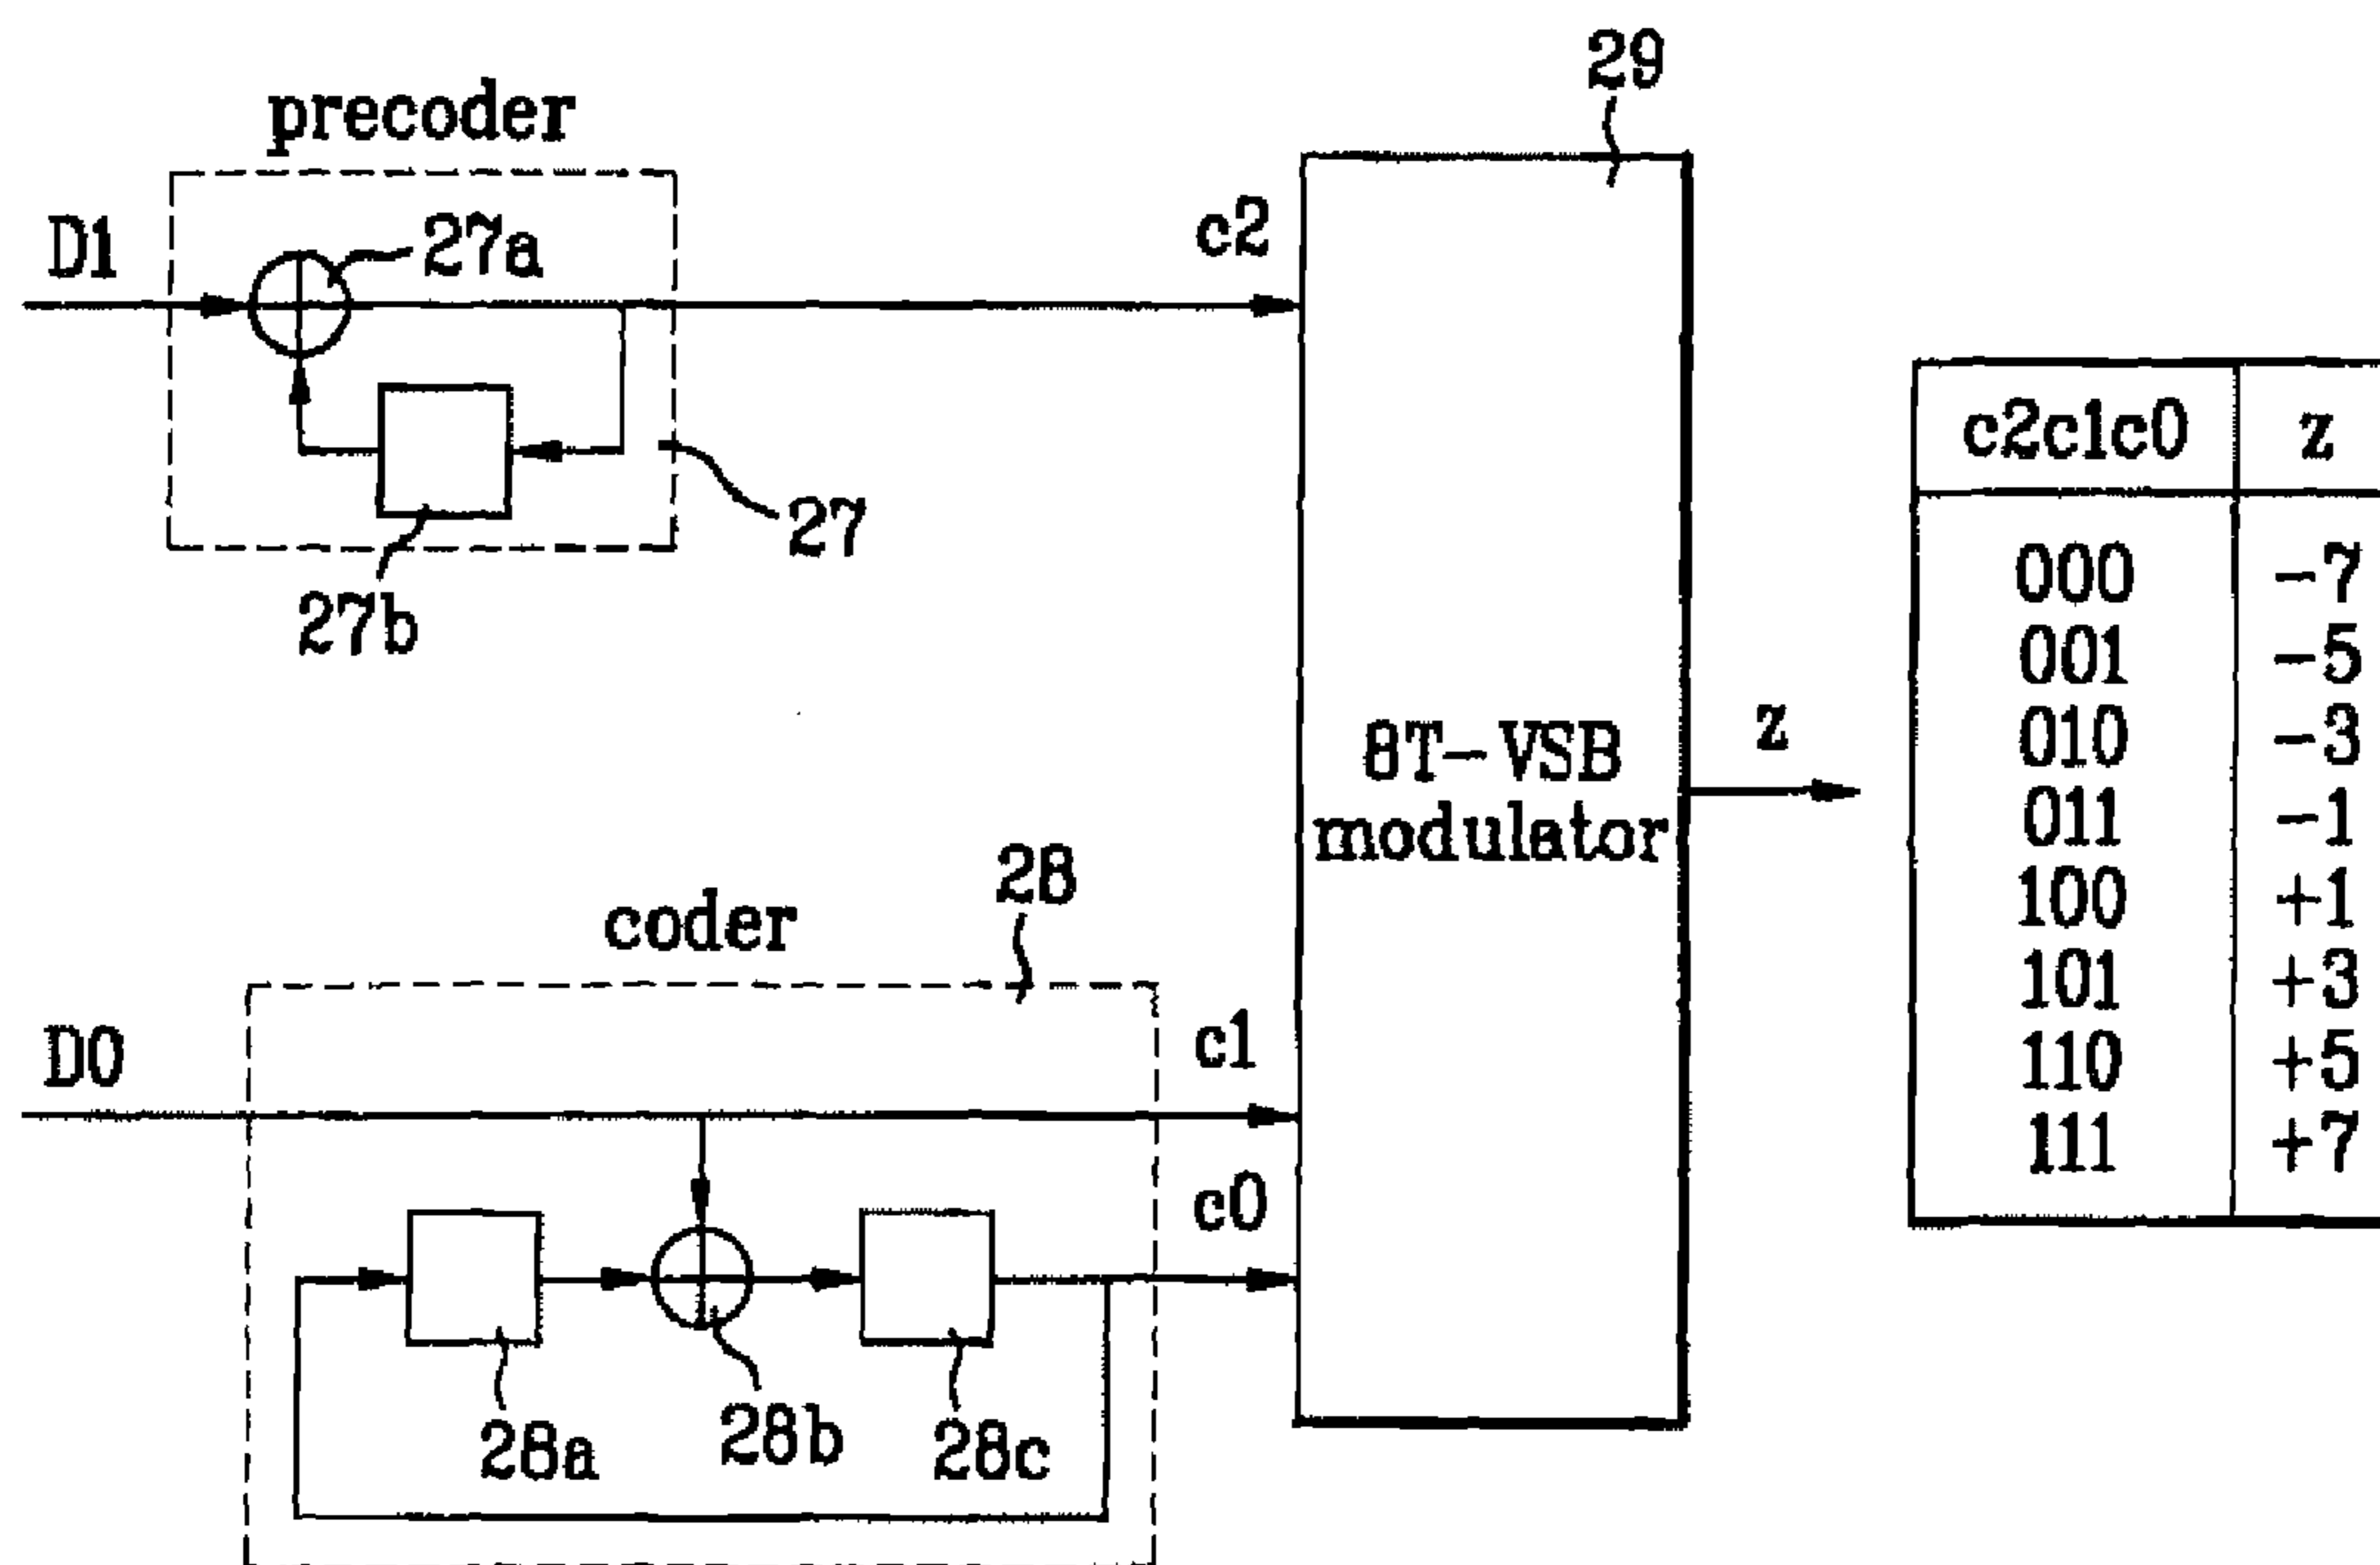 29
precoder
D1
27a
c2
27
27b
c2c1c0 z
000 -7
001 -5
010 -3
011 -1
100 +1
101 +3
110 +5
111 +7
8T-VSB
modulator
z
28
coder
D0
c1
c0
28a
28b
28c